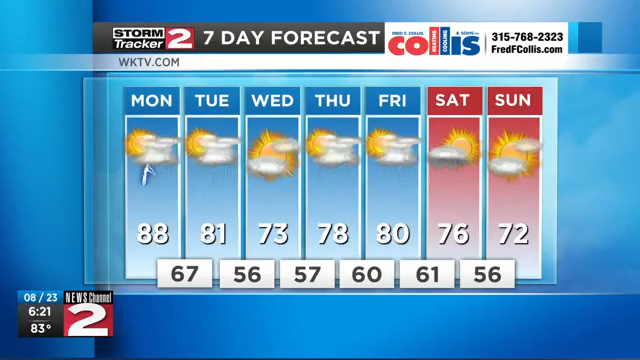 STORM
Tracker 2
7 DAY FORECAST
FRED F. COLLIS & SONS
collis
HEATING
COOLING
315-768-2323
FredFCollis.com
WKTV.COM
MON TUE WED THU FRI SAT SUN
88 81 73 78 80 76 72
67 56 57 60 61 56
08 / 23
6:21
83°
NEWS Channel
2